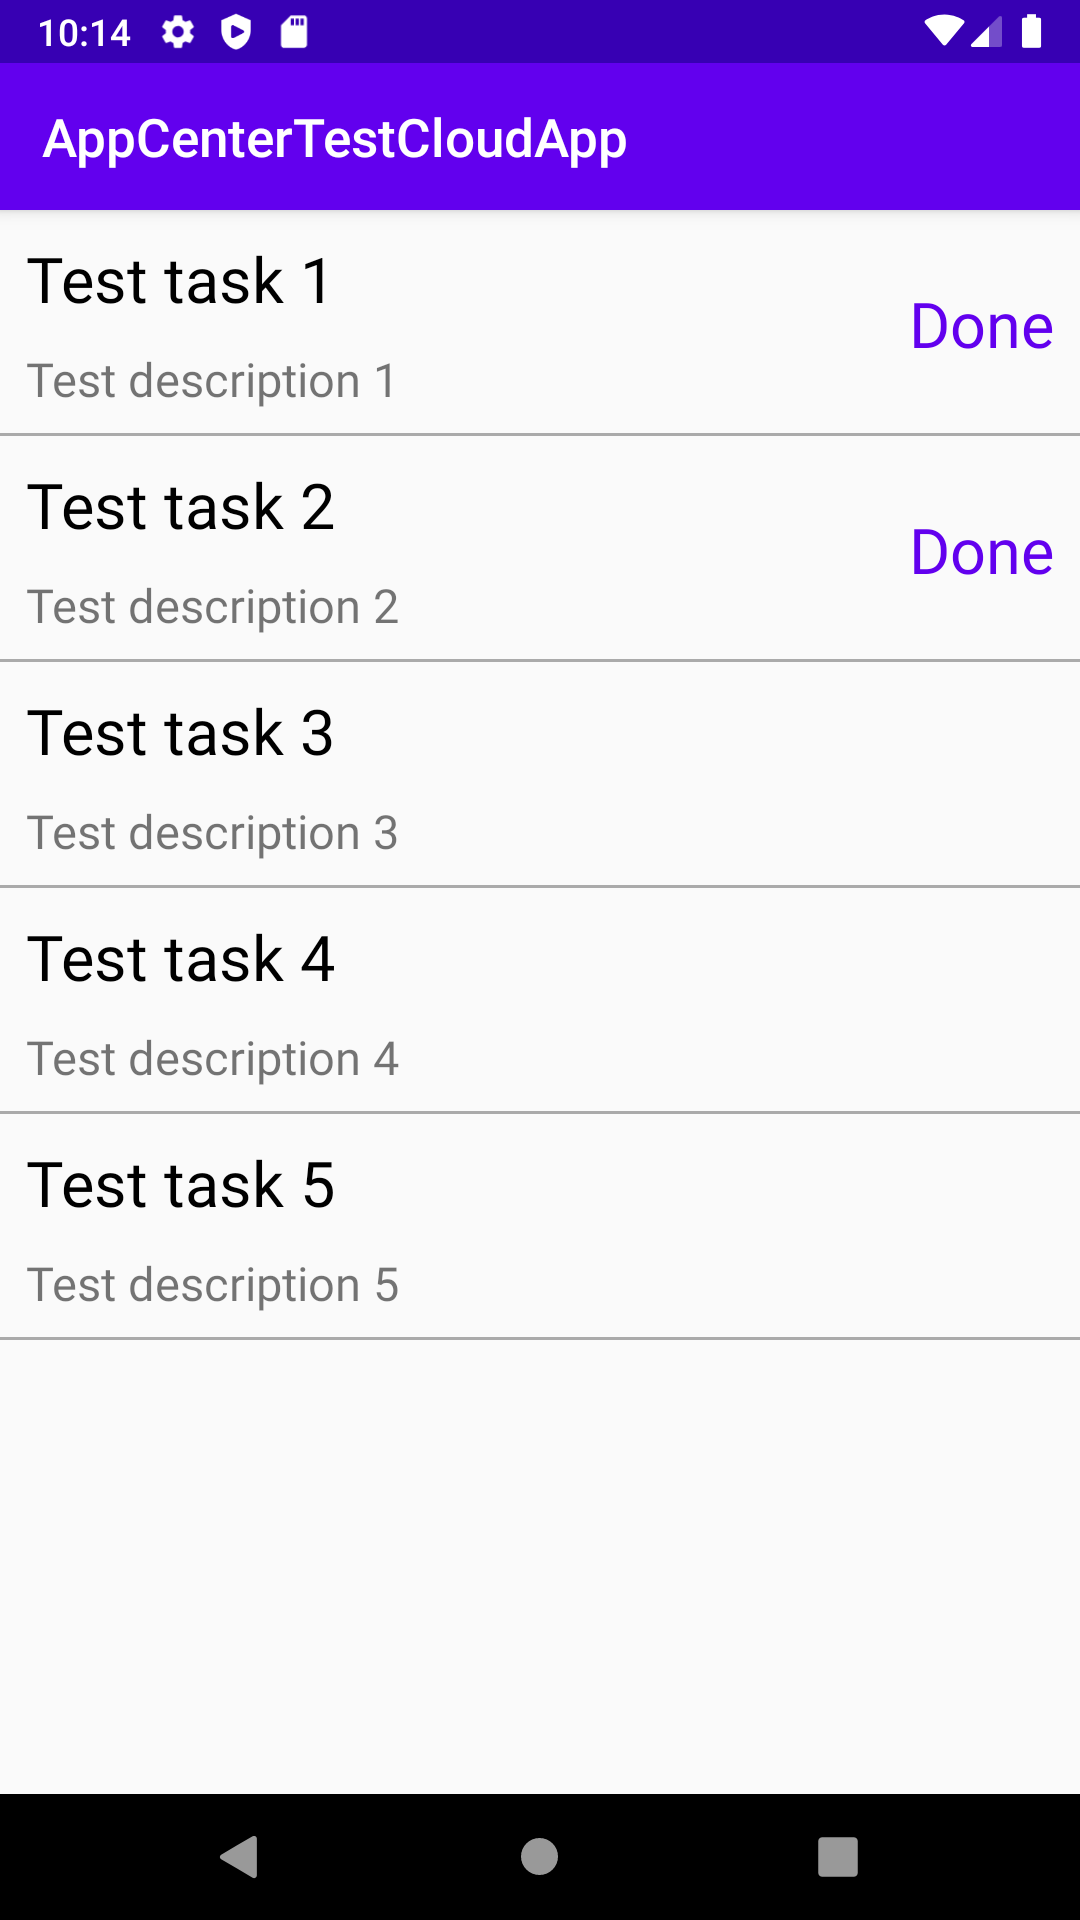 10:14
AppCenterTestCloudApp
Test task 1
Done
Test description 1
Test task 2
Done
Test description 2
Test task 3
Test description 3
Test task 4
Test description 4
Test task 5
Test description 5